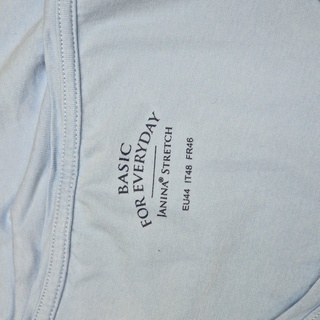 BASIC
FOR EVERYDAY
JANINA® STRETCH
EU44 IT48 FR46